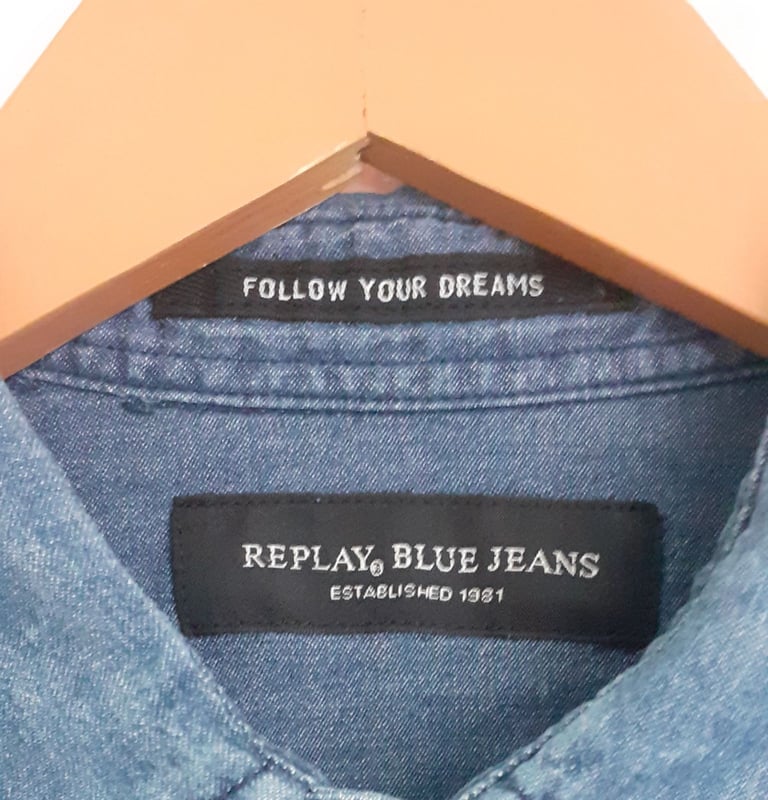 FOLLOW YOUR DREAMS
REPLAY® BLUE JEANS
ESTABLISHED 1981